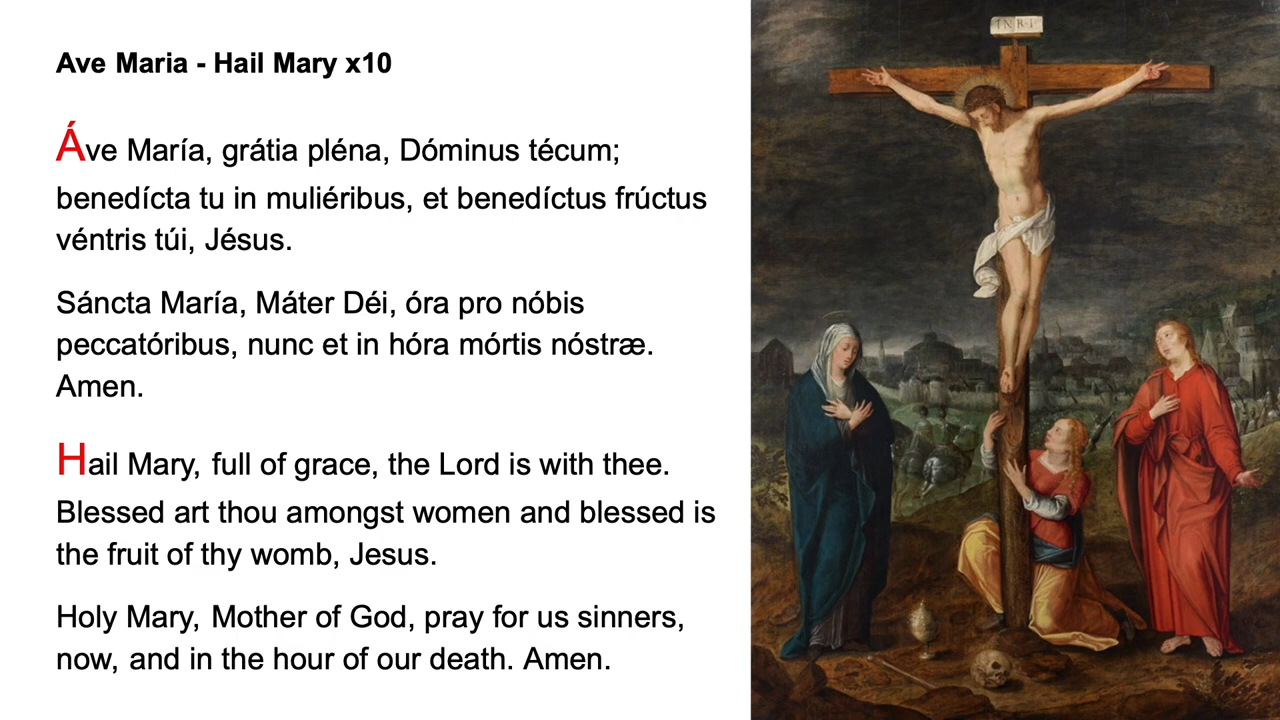 Ave Maria - Hail Mary x10
Áve María, grátia pléna, Dóminus técum;
benedícta tu in muliéribus, et benedíctus frúctus
véntris túi, Jésus.
Sáncta María, Máter Déi, óra pro nóbis
peccatóribus, nunc et in hóra mórtis nóstræ.
Amen.
Hail Mary, full of grace, the Lord is with thee.
Blessed art thou amongst women and blessed is
the fruit of thy womb, Jesus.
Holy Mary, Mother of God, pray for us sinners,
now, and in the hour of our death. Amen.
INRI